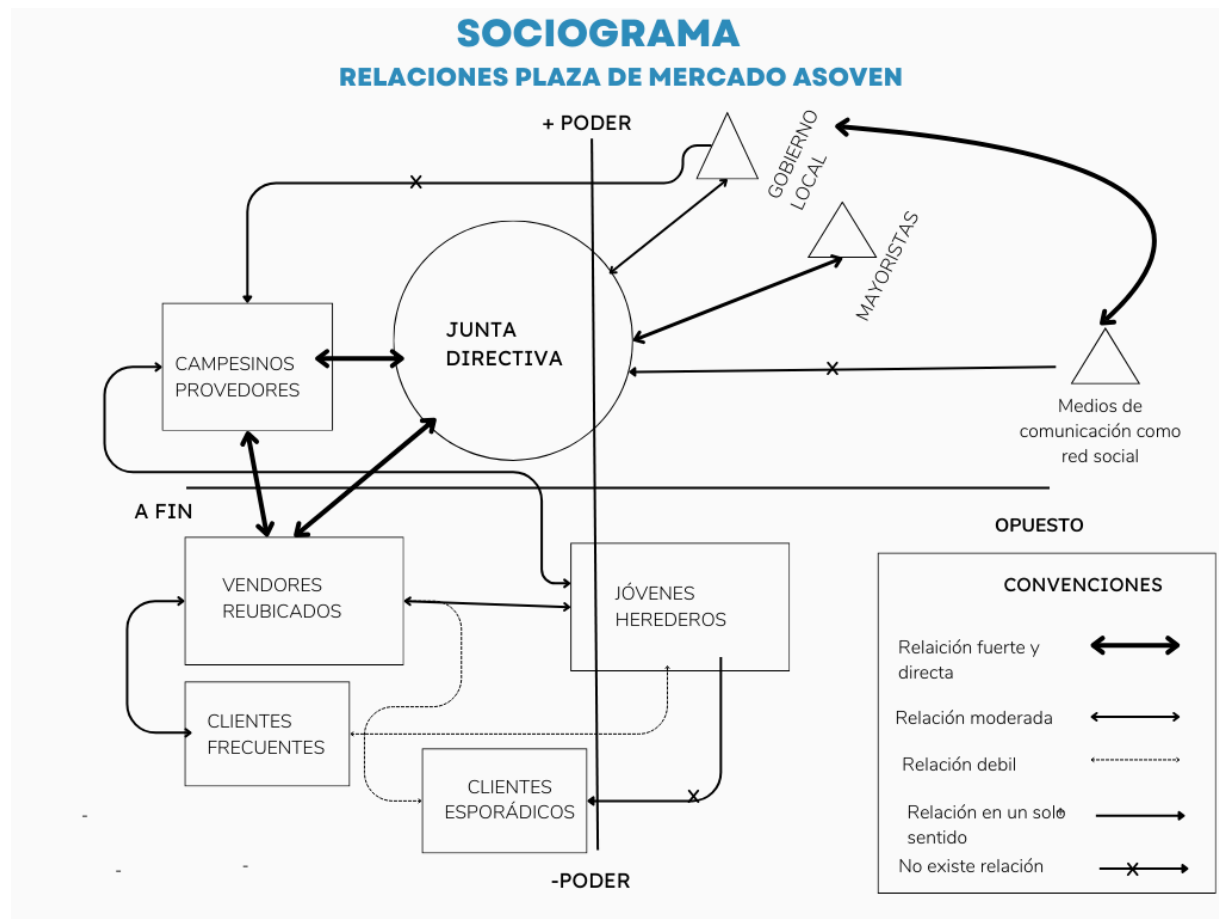 SOCIOGRAMA
RELACIONES PLAZA DE MERCADO ASOVEN
+ PODER
GOBIERNO
LOCAL
MAYORISTAS
JUNTA
DIRECTIVA
CAMPESINOS
PROVEDORES
Medios de
comunicación como
red social
A FIN
OPUESTO
VENDORES
REUBICADOS
JÓVENES
HEREDEROS
CLIENTES
FRECUENTES
CLIENTES
ESPORÁDICOS
-PODER
CONVENCIONES
Relaición fuerte y
directa
Relación moderada
Relación debil
Relación en un solo
sentido
No existe relación